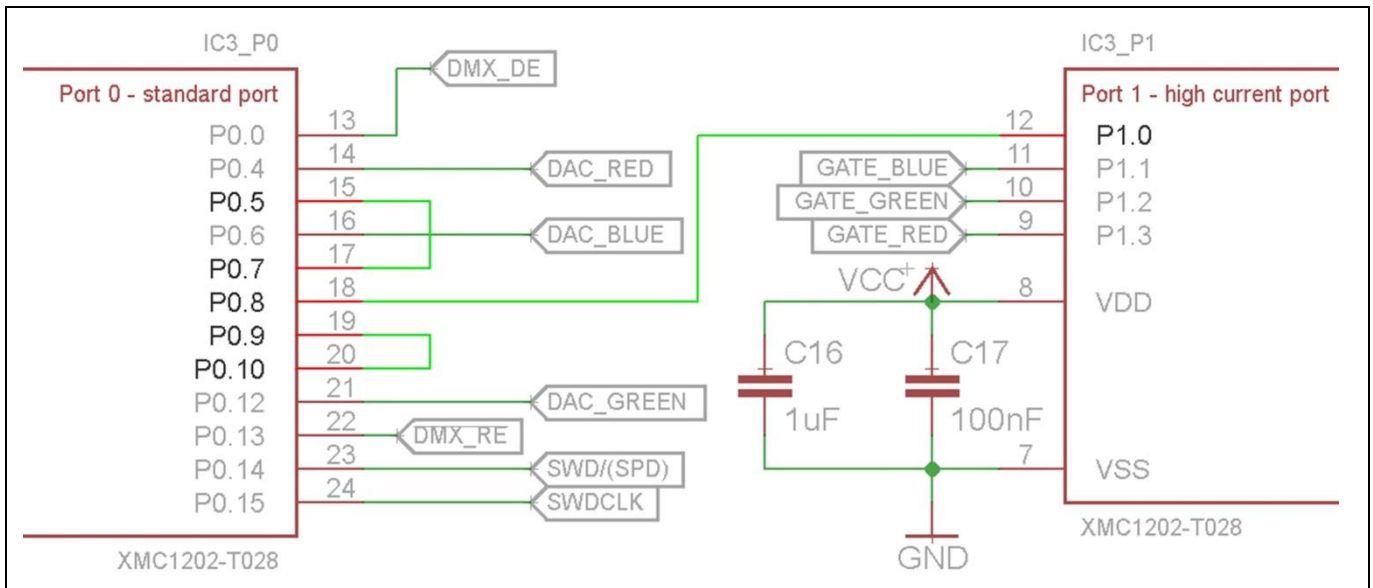 IC3_P0
Port 0 - standard port
P0.0 13 DMX_DE
P0.4 14 DAC_RED
P0.5 15
P0.6 16 DAC_BLUE
P0.7 17
P0.8 18
P0.9 19
P0.10 20
P0.12 21 DAC_GREEN
P0.13 22 DMX_RE
P0.14 23 SWD/(SPD)
P0.15 24 SWDCLK
XMC1202-T028
IC3_P1
Port 1 - high current port
12 P1.0
GATE_BLUE 11 P1.1
GATE_GREEN 10 P1.2
GATE_RED 9 P1.3
VCC
8 VDD
C16
1uF
C17
100nF
7 VSS
GND
XMC1202-T028